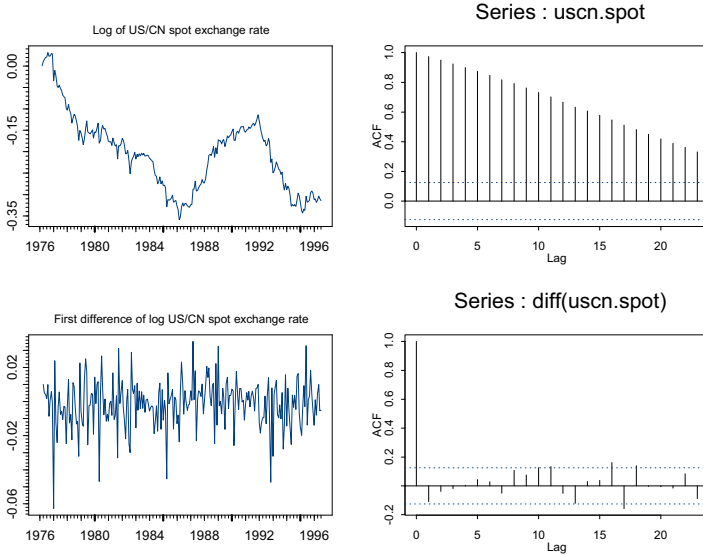 Log of US/CN spot exchange rate
0.00
-0.15
-0.35
1976 1980 1984 1988 1992 1996
Series : uscn.spot
ACF
1.0
0.8
0.6
0.4
0.2
0.0
0 5 10 15 20
Lag
First difference of log US/CN spot exchange rate
0.02
-0.02
-0.06
1976 1980 1984 1988 1992 1996
Series : diff(uscn.spot)
ACF
1.0
0.8
0.6
0.4
0.2
0.0
-0.2
0 5 10 15 20
Lag